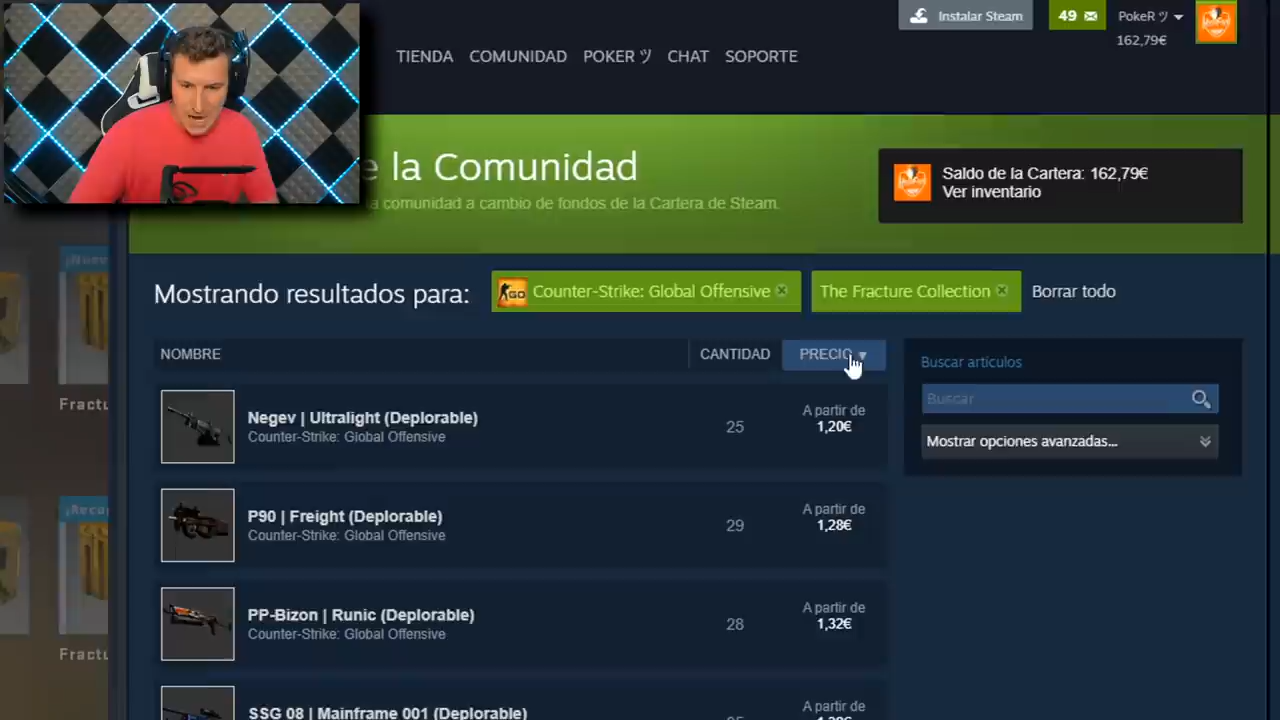 Instalar Steam
49
PokeR ツ
162,79€
TIENDA COMUNIDAD POKER ツ CHAT SOPORTE
e la Comunidad
la comunidad a cambio de fondos de la Cartera de Steam.
Saldo de la Cartera: 162,79€
Ver inventario
Mostrando resultados para: Counter-Strike: Global Offensive The Fracture Collection Borrar todo
NOMBRE CANTIDAD PRECIO
Buscar artículos
Buscar
Mostrar opciones avanzadas...
Negev | Ultralight (Deplorable)
Counter-Strike: Global Offensive
25
A partir de
1,20€
P90 | Freight (Deplorable)
Counter-Strike: Global Offensive
29
A partir de
1,28€
PP-Bizon | Runic (Deplorable)
Counter-Strike: Global Offensive
28
A partir de
1,32€
SSG 08 | Mainframe 001 (Deplorable)
A partir de
Fractu
Fractu